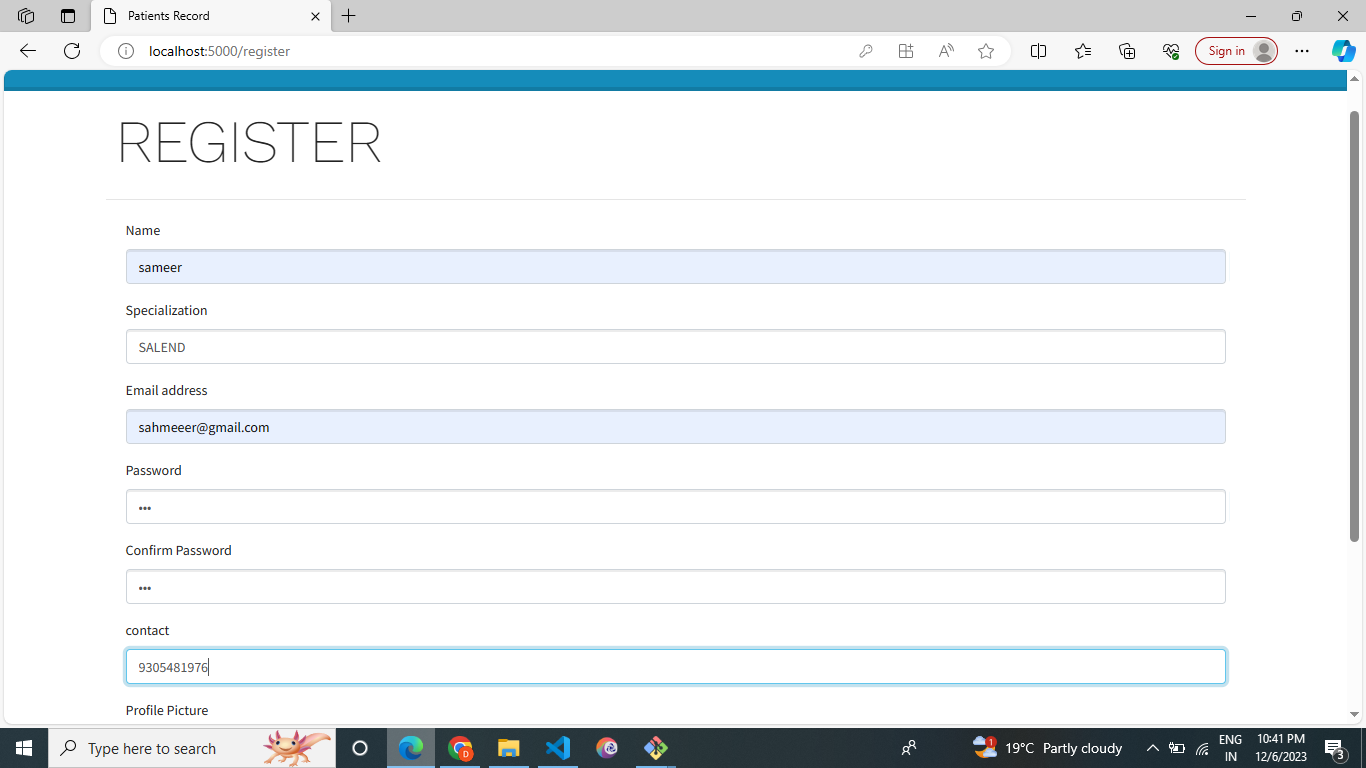 Patients Record
localhost:5000/register
Sign in
REGISTER
Name
sameer
Specialization
SALEND
Email address
sahmeeer@gmail.com
Password
•••
Confirm Password
•••
contact
9305481976
Profile Picture
Type here to search
1
19°C Partly cloudy
ENG
IN
10:41 PM
12/6/2023
3